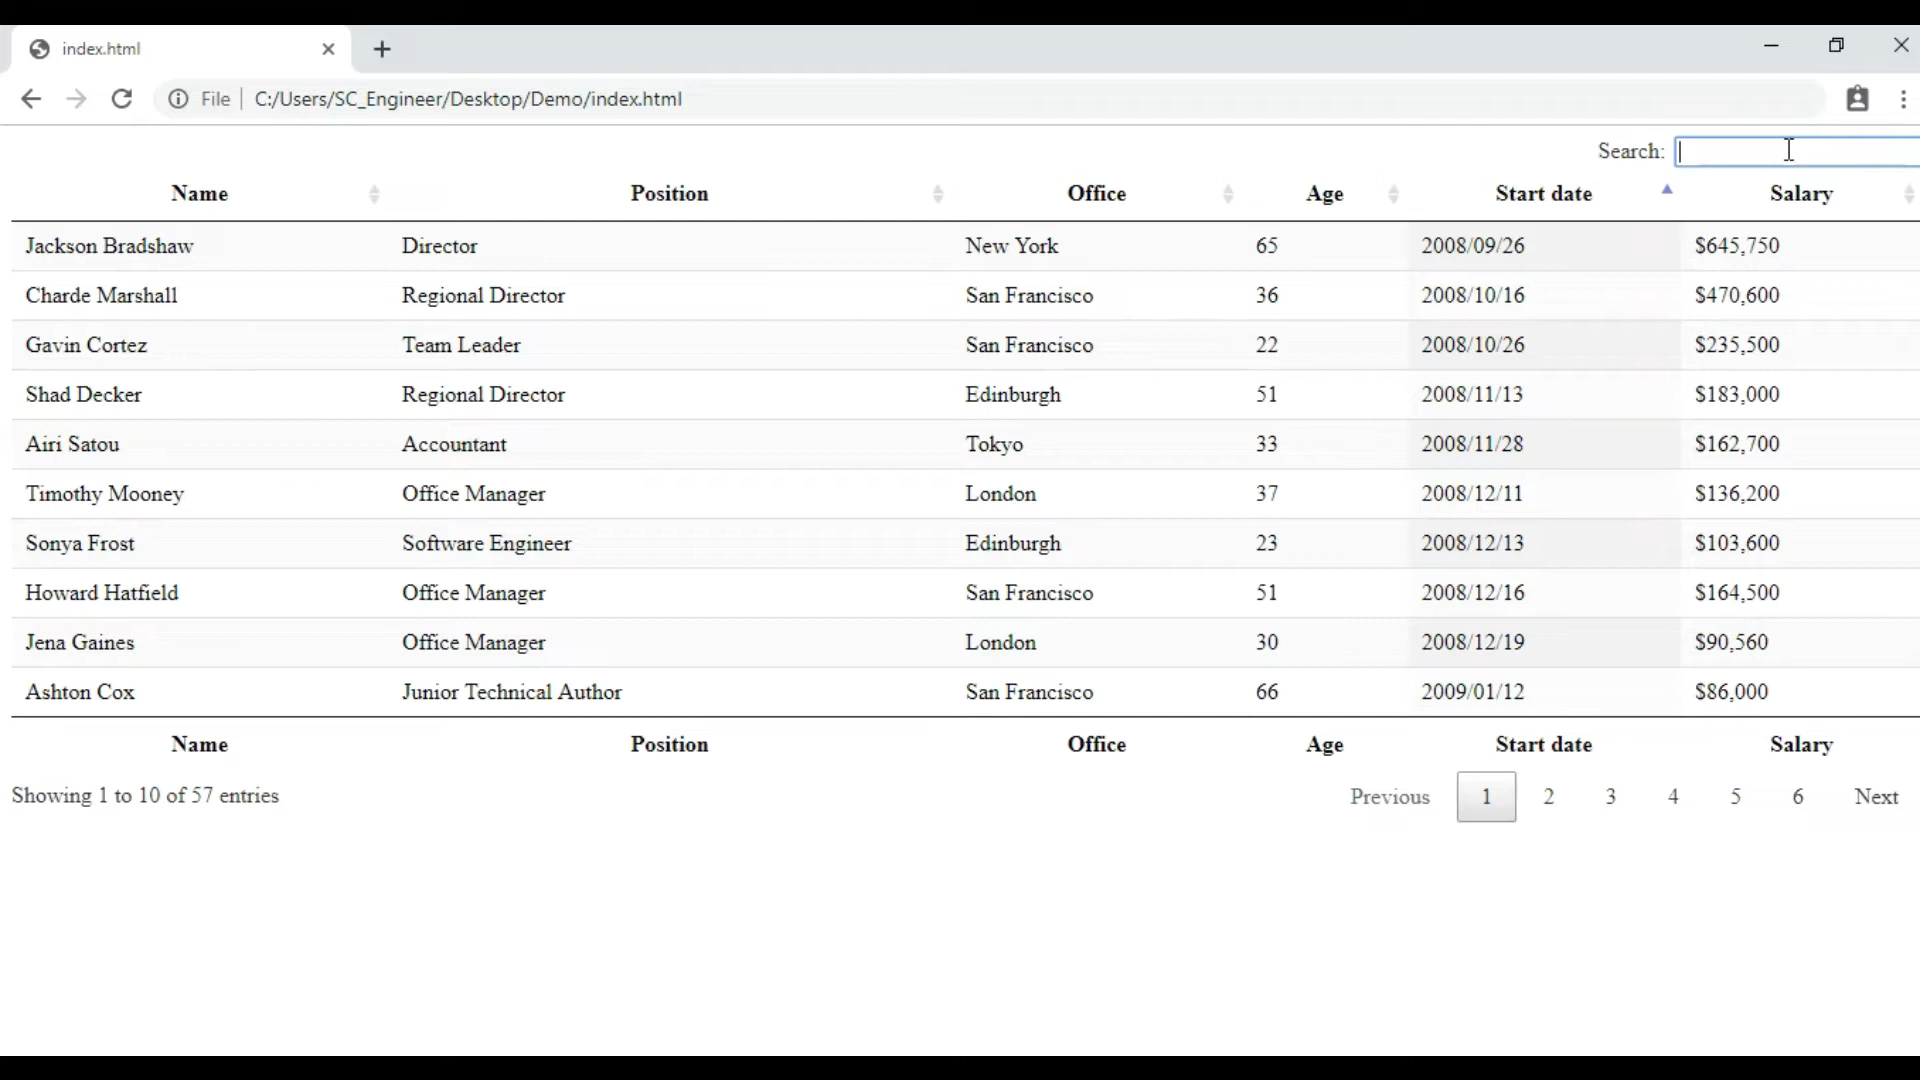 index.html
File C:/Users/SC_Engineer/Desktop/Demo/index.html
Search:
Name Position Office Age Start date Salary
Jackson Bradshaw Director New York 65 2008/09/26 $645,750
Charde Marshall Regional Director San Francisco 36 2008/10/16 $470,600
Gavin Cortez Team Leader San Francisco 22 2008/10/26 $235,500
Shad Decker Regional Director Edinburgh 51 2008/11/13 $183,000
Airi Satou Accountant Tokyo 33 2008/11/28 $162,700
Timothy Mooney Office Manager London 37 2008/12/11 $136,200
Sonya Frost Software Engineer Edinburgh 23 2008/12/13 $103,600
Howard Hatfield Office Manager San Francisco 51 2008/12/16 $164,500
Jena Gaines Office Manager London 30 2008/12/19 $90,560
Ashton Cox Junior Technical Author San Francisco 66 2009/01/12 $86,000
Name Position Office Age Start date Salary
Showing 1 to 10 of 57 entries Previous 1 2 3 4 5 6 Next